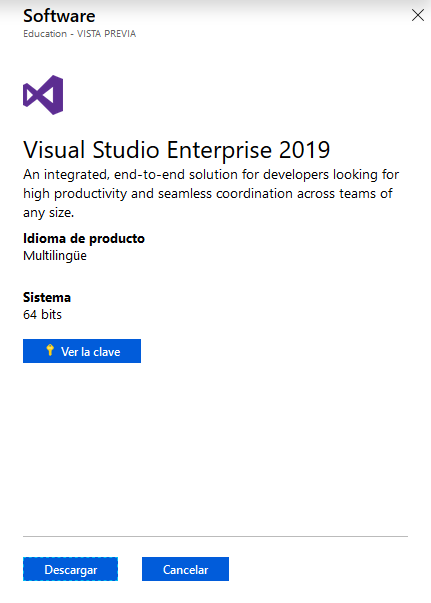 Software
Education - VISTA PREVIA
Visual Studio Enterprise 2019
An integrated, end-to-end solution for developers looking for
high productivity and seamless coordination across teams of
any size.
Idioma de producto
Multilingüe
Sistema
64 bits
Ver la clave
Descargar
Cancelar